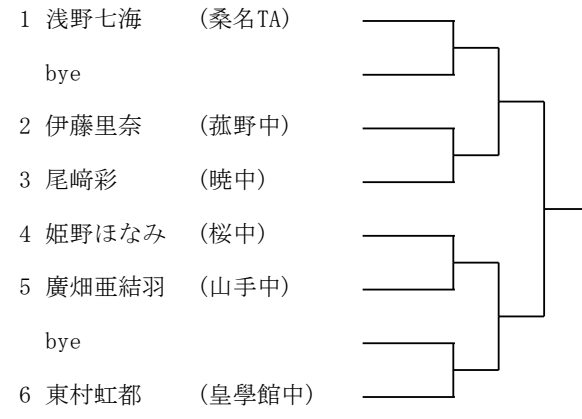 1 浅野七海 (桑名TA)
bye
2 伊藤里奈 (菰野中)
3 尾﨑彩 (暁中)
4 姫野ほなみ (桜中)
5 廣畑亜結羽 (山手中)
bye
6 東村虹都 (皇學館中)